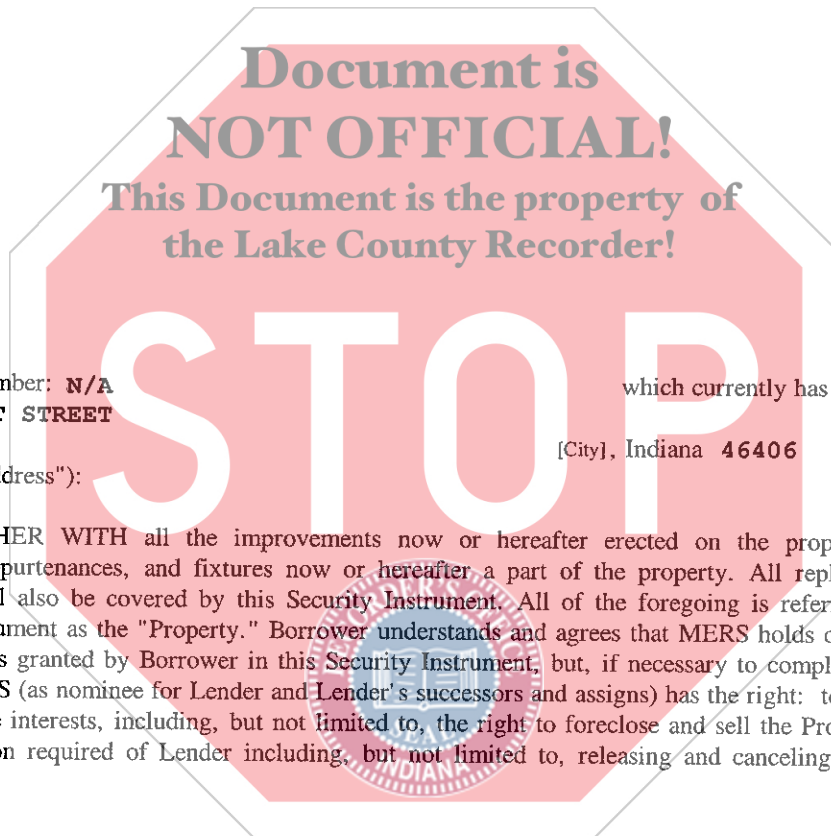 Document is
NOT OFFICIAL!
This Document is the property of
the Lake County Recorder!
STOP
mber: N/A which currently has
T STREET
[City], Indiana 46406
dress"):
HER WITH all the improvements now or hereafter erected on the prop
purtenances, and fixtures now or hereafter a part of the property. All repl
l also be covered by this Security Instrument. All of the foregoing is refer
ument as the "Property." Borrower understands and agrees that MERS holds o
s granted by Borrower in this Security Instrument, but, if necessary to compl
S (as nominee for Lender and Lender's successors and assigns) has the right: to
e interests, including, but not limited to, the right to foreclose and sell the Pro
on required of Lender including, but not limited to, releasing and canceling
SEAL
INDIANA